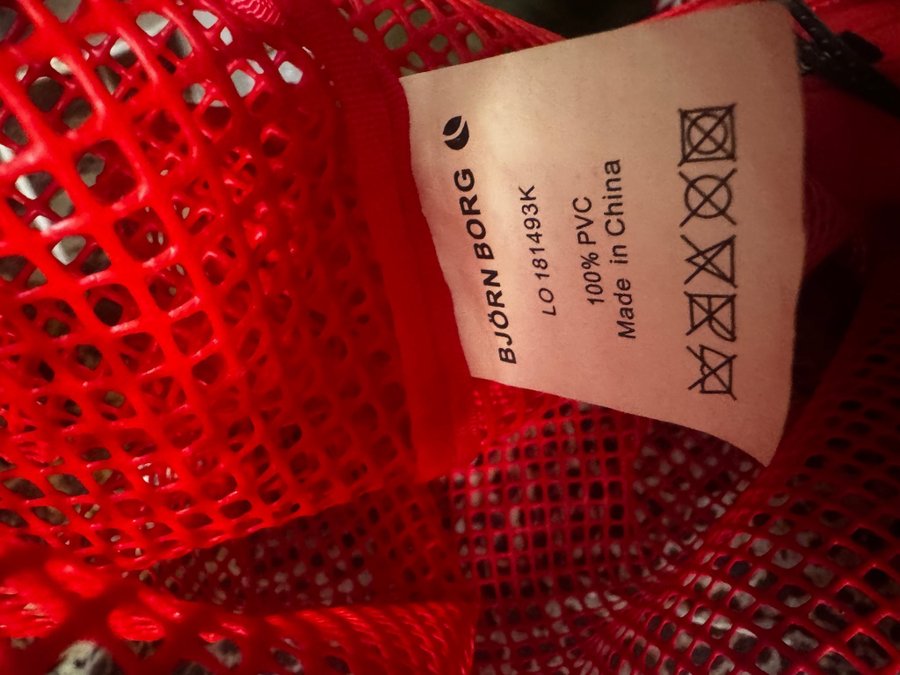 BJÖRN BORG
LO 181493K
100% PVC
Made in China